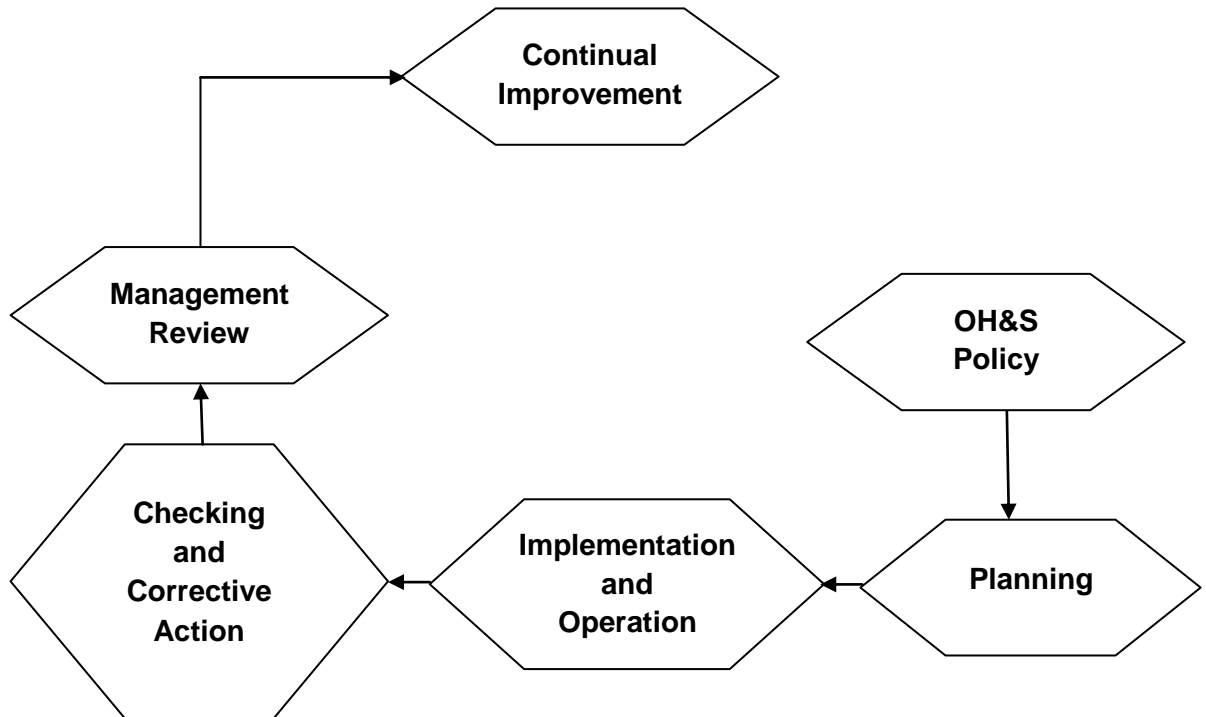 Continual
Improvement
Management
Review
OH&S
Policy
Checking
and
Corrective
Action
Implementation
and
Operation
Planning